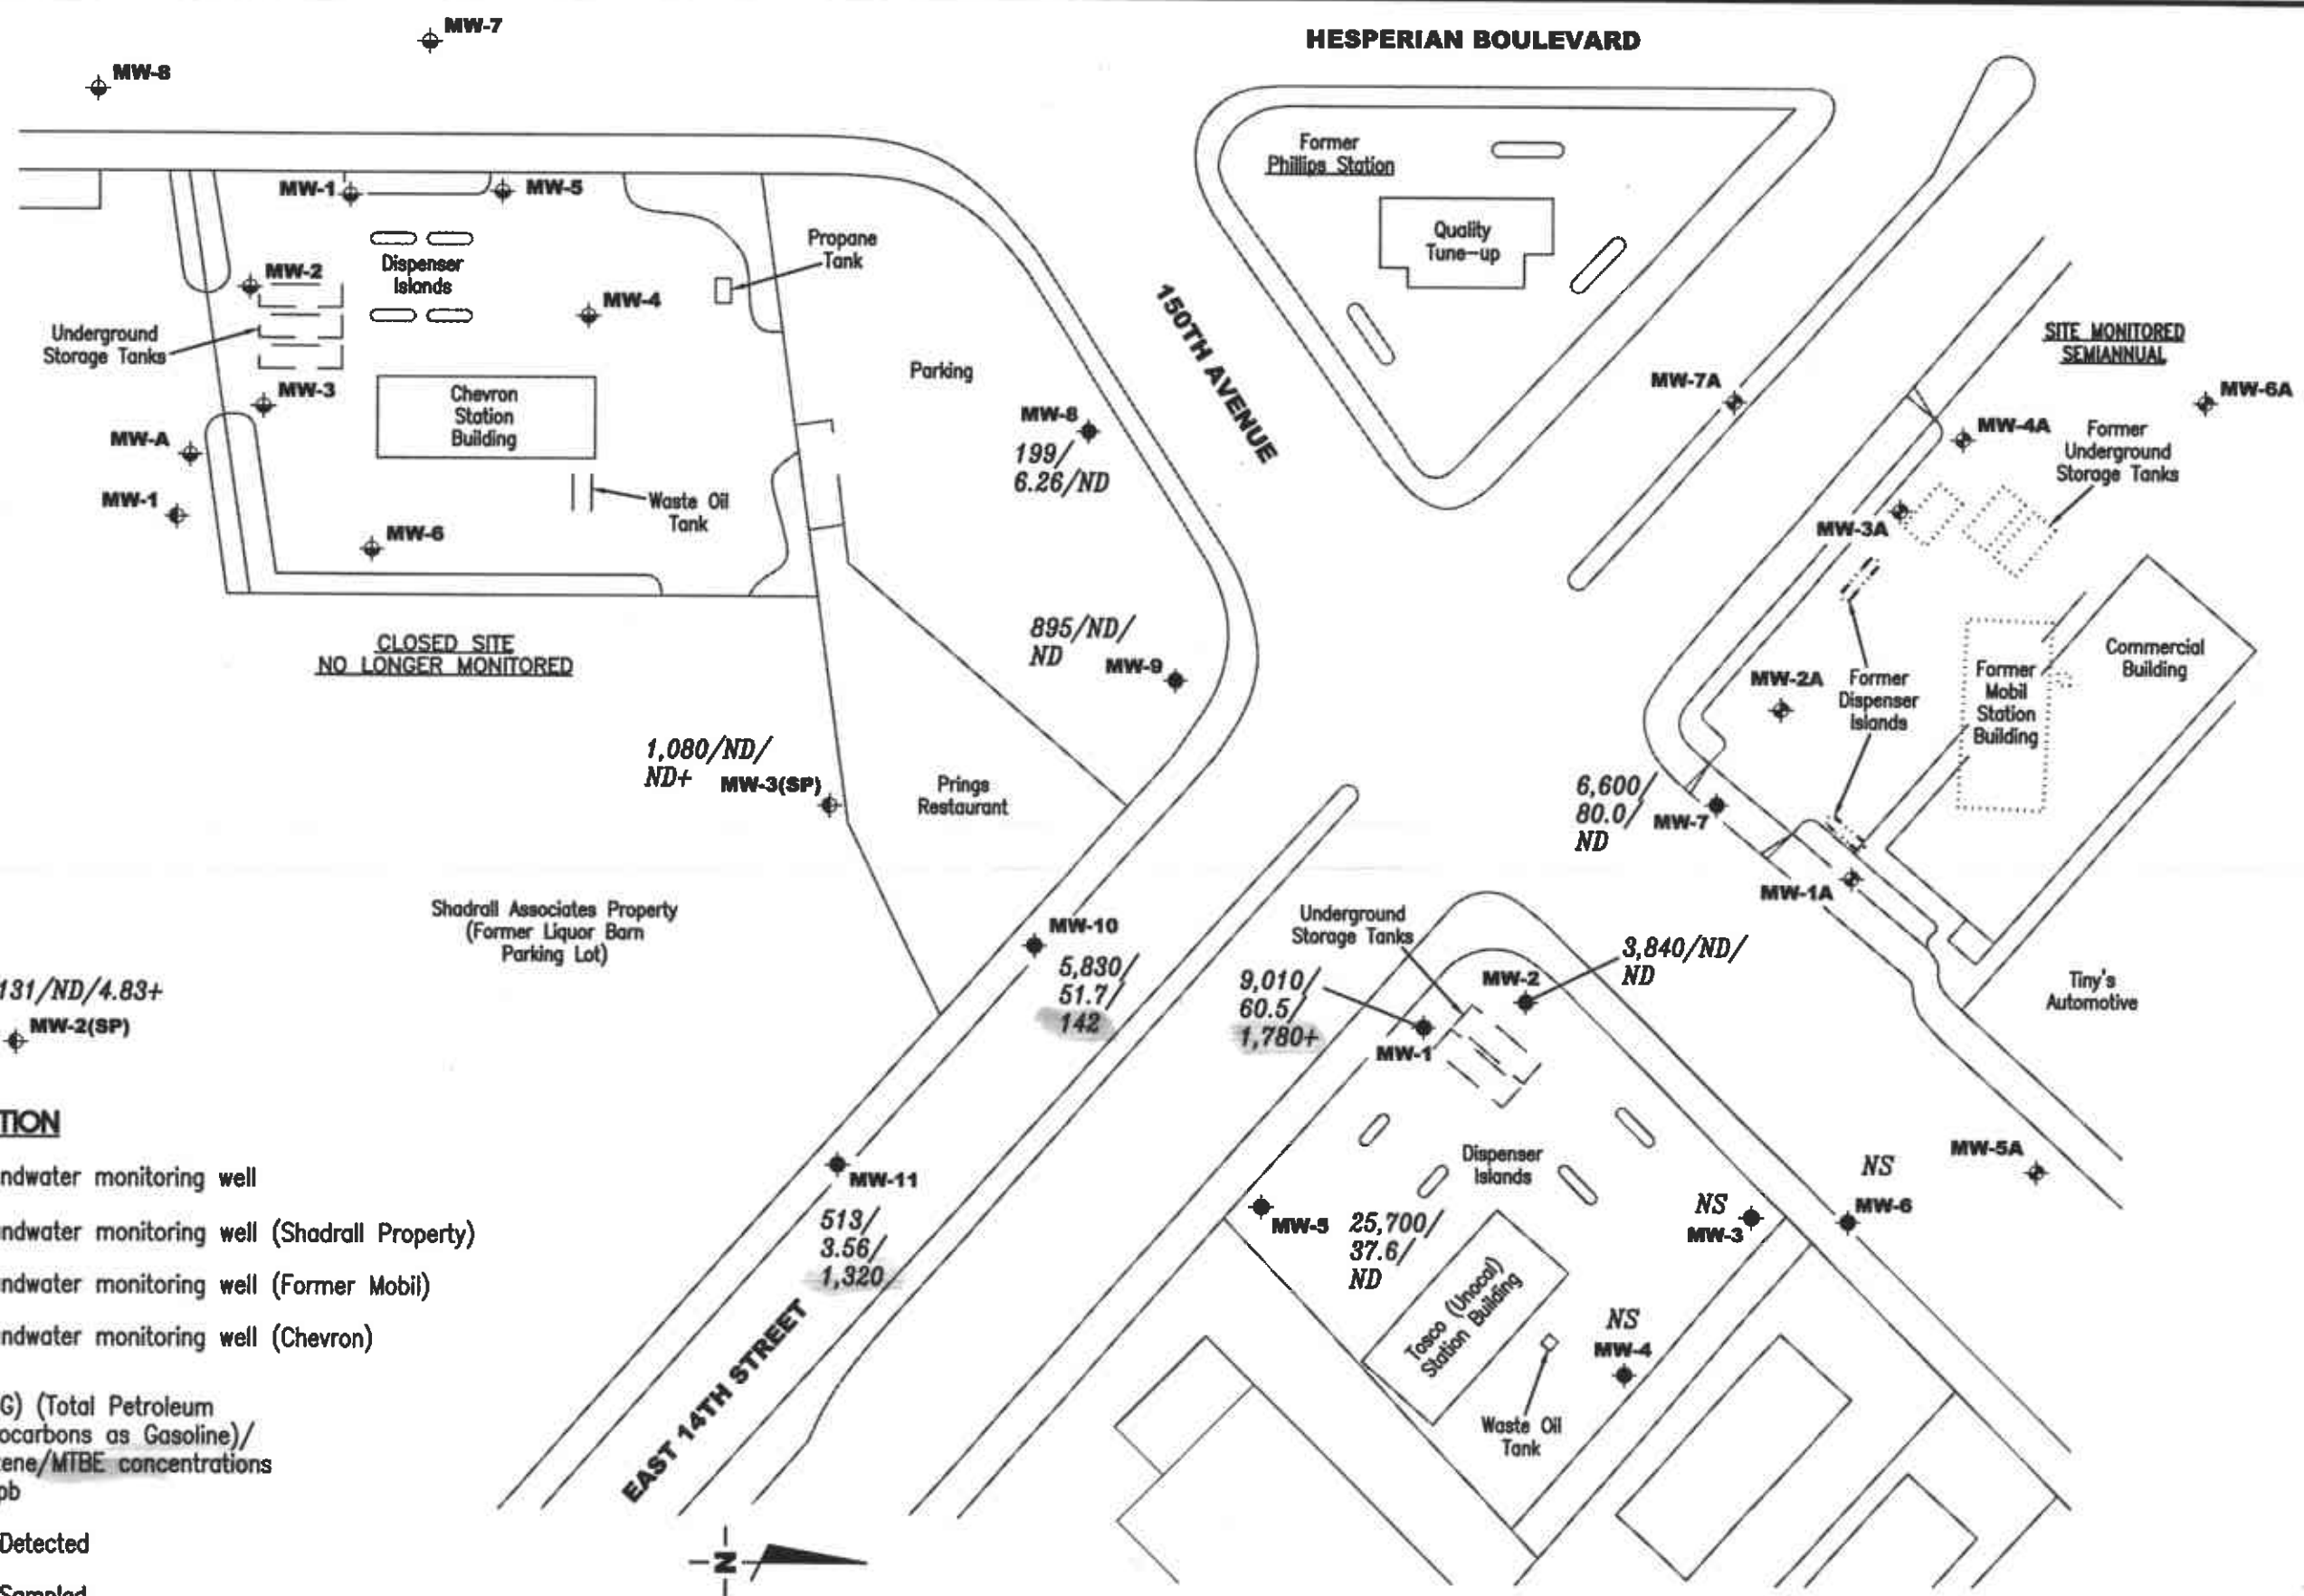 HESPERIAN BOULEVARD
MW-7
MW-8
MW-1
MW-5
MW-2
Dispenser
Islands
MW-4
Propane
Tank
Underground
Storage Tanks
MW-3
Chevron
Station
Building
MW-A
MW-1
MW-6
Waste Oil
Tank
Parking
CLOSED SITE
NO LONGER MONITORED
Former
Phillips Station
Quality
Tune-up
150TH AVENUE
MW-8
199/
6.26/ND
895/ND/
ND
MW-9
1,080/ND/
ND+
MW-3(SP)
Prings
Restaurant
Shadrall Associates Property
(Former Liquor Barn
Parking Lot)
SITE MONITORED
SEMIANNUAL
MW-7A
MW-6A
MW-4A
Former
Underground
Storage Tanks
MW-3A
MW-2A
Former
Dispenser
Islands
Former
Mobil
Station
Building
Commercial
Building
6,600/
80.0/
ND
MW-7
MW-1A
Tiny's
Automotive
MW-10
5,830/
51.7/
142
Underground
Storage Tanks
9,010/
60.5/
1,780+
MW-1
MW-2
3,840/ND/
ND
131/ND/4.83+
MW-2(SP)
MW-11
513/
3.56/
1,320
EAST 14TH STREET
Dispenser
Islands
MW-5
25,700/
37.6/
ND
Tosco (Unocal)
Station Building
NS
MW-3
NS
MW-6
MW-5A
NS
MW-4
Waste Oil
Tank
TION
ndwater monitoring well
ndwater monitoring well (Shadrall Property)
ndwater monitoring well (Former Mobil)
ndwater monitoring well (Chevron)
G) (Total Petroleum
ocarbons as Gasoline)/
ene/MTBE concentrations
pb
Detected
Sampled
N